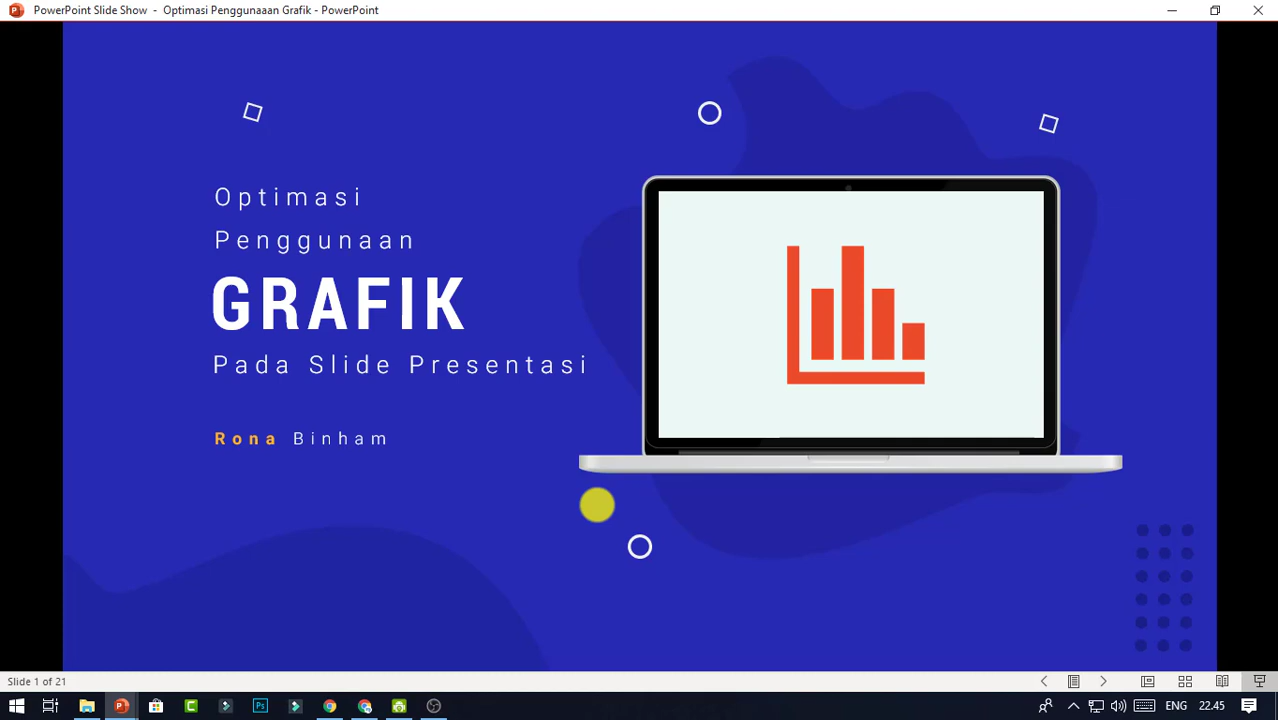 PowerPoint Slide Show - Optimasi Penggunaaan Grafik - PowerPoint
Optimasi
Penggunaan
GRAFIK
Pada Slide Presentasi
Rona Binham
Slide 1 of 21
Ps
ENG
22.45